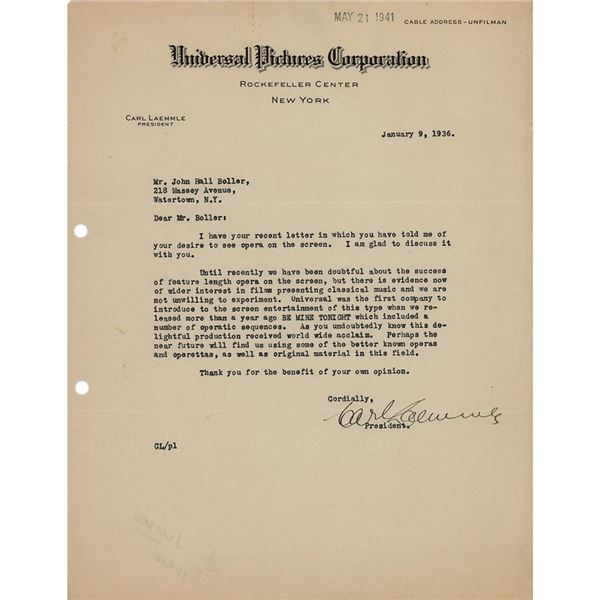 MAY 21 1941
CABLE ADDRESS-UNFILMAN
Universal Pictures Corporation
ROCKEFELLER CENTER
NEW YORK
CARL LAEMMLE
PRESIDENT
January 9, 1936.
Mr. John Hall Boller,
218 Massey Avenue,
Watertown, N.Y.
Dear Mr. Boller:
I have your recent letter in which you have told me of
your desire to see opera on the screen. I am glad to discuss it
with you.
Until recently we have been doubtful about the success
of feature length opera on the screen, but there is evidence now
of wider interest in films presenting classical music and we are
not unwilling to experiment. Universal was the first company to
introduce to the screen entertainment of this type when we re-
leased more than a year ago BE MINE TONIGHT which included a
number of operatic sequences. As you undoubtedly know this de-
lightful production received world wide acclaim. Perhaps the
near future will find us using some of the better known operas
and operettas, as well as original material in this field.
Thank you for the benefit of your own opinion.
Cordially,
Carl Laemmle
President.
CL/pl